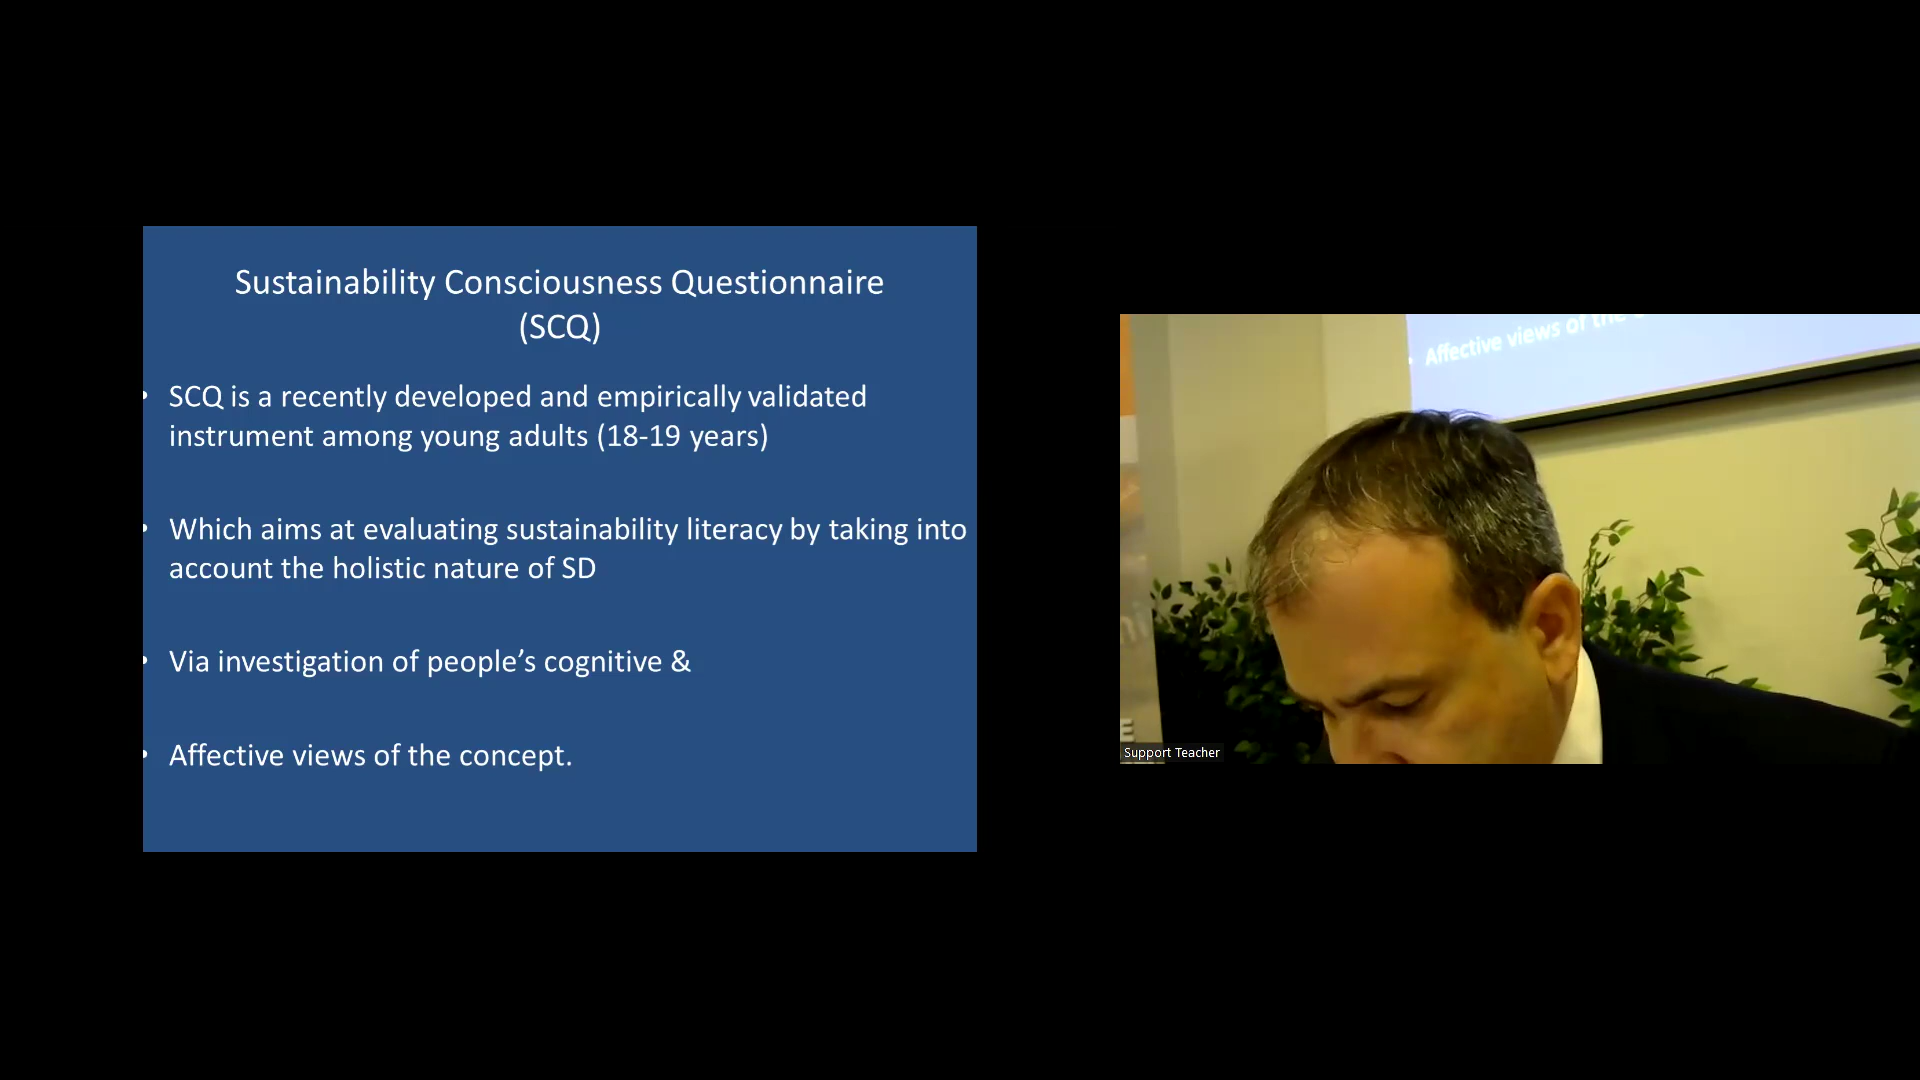 Sustainability Consciousness Questionnaire
(SCQ)
• SCQ is a recently developed and empirically validated
instrument among young adults (18-19 years)
• Which aims at evaluating sustainability literacy by taking into
account the holistic nature of SD
• Via investigation of people’s cognitive &
• Affective views of the concept.
• Affective views of the
Support Teacher